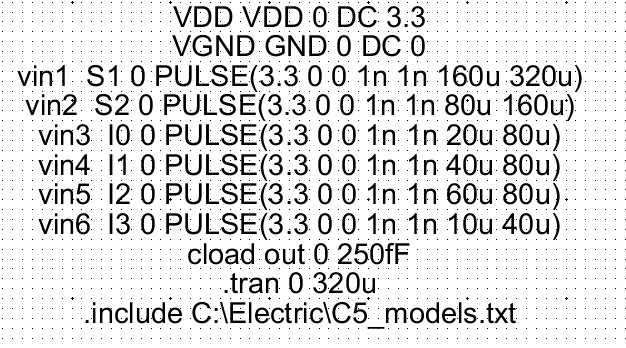 VDD VDD 0 DC 3.3
VGND GND 0 DC 0
vin1 S1 0 PULSE(3.3 0 0 1n 1n 160u 320u)
vin2 S2 0 PULSE(3.3 0 0 1n 1n 80u 160u)
vin3 I0 0 PULSE(3.3 0 0 1n 1n 20u 80u)
vin4 I1 0 PULSE(3.3 0 0 1n 1n 40u 80u)
vin5 I2 0 PULSE(3.3 0 0 1n 1n 60u 80u)
vin6 I3 0 PULSE(3.3 0 0 1n 1n 10u 40u)
cload out 0 250fF
.tran 0 320u
.include C:\Electric\C5_models.txt